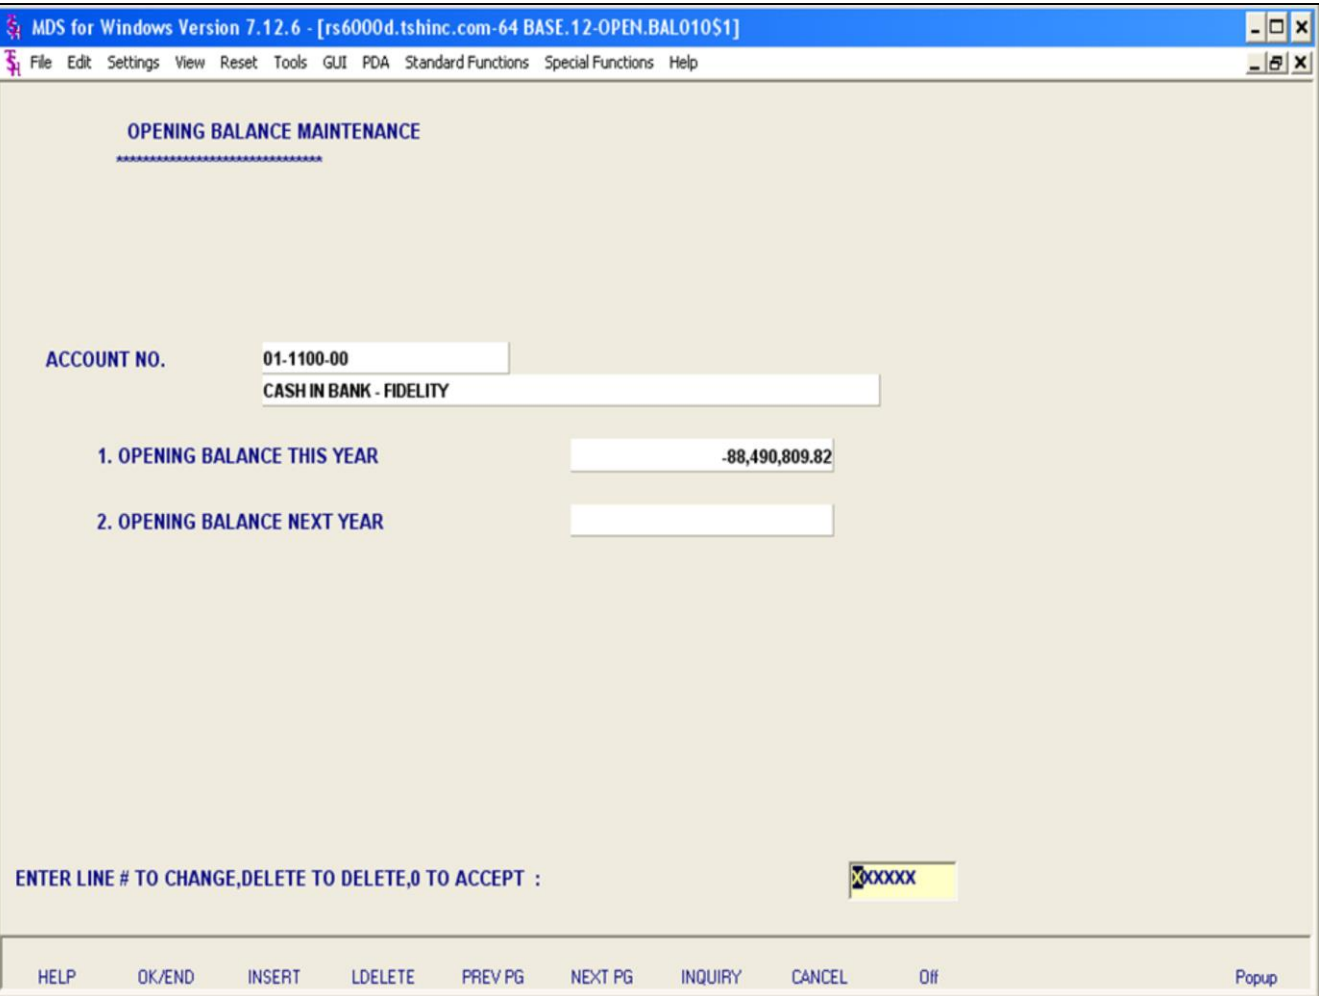 MDS for Windows Version 7.12.6 - [rs6000d.tshinc.com-64 BASE.12-OPEN.BAL010$1]
File Edit Settings View Reset Tools GUI PDA Standard Functions Special Functions Help
OPENING BALANCE MAINTENANCE
*******************************
ACCOUNT NO. 01-1100-00
CASH IN BANK - FIDELITY
1. OPENING BALANCE THIS YEAR -88,490,809.82
2. OPENING BALANCE NEXT YEAR
ENTER LINE # TO CHANGE,DELETE TO DELETE,0 TO ACCEPT : XXXXXX
HELP OK/END INSERT LDELETE PREV PG NEXT PG INQUIRY CANCEL Off Popup